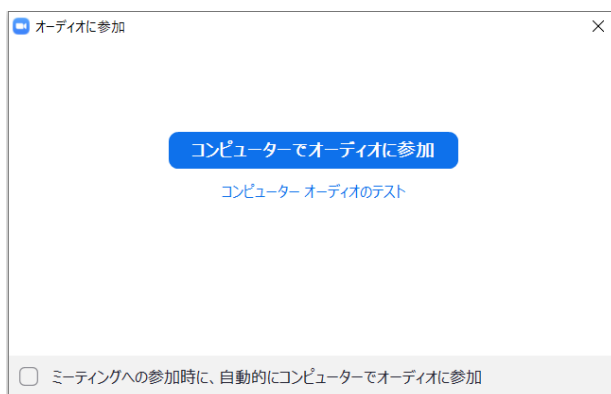 オーディオに参加
コンピューターでオーディオに参加
コンピューター オーディオのテスト
ミーティングへの参加時に、自動的にコンピューターでオーディオに参加